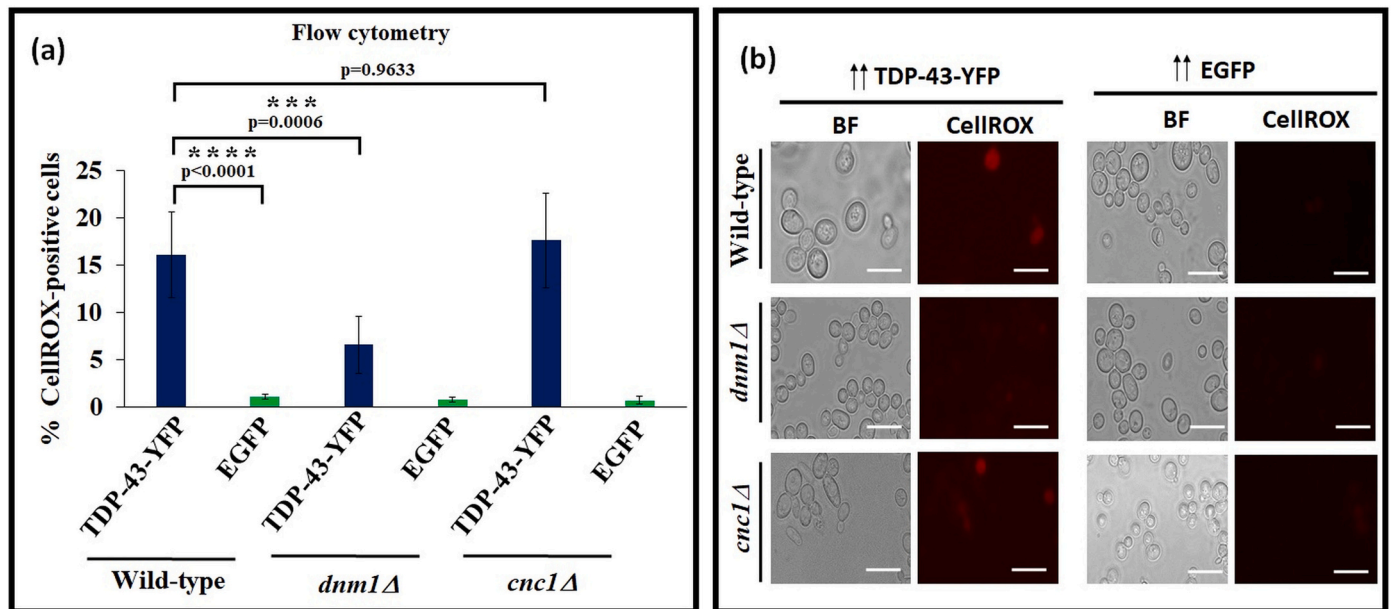 (a)
Flow cytometry
p=0.9633
***
p=0.0006
****
p<0.0001
% CellROX-positive cells
25
20
15
10
5
0
TDP-43-YFP
EGFP
TDP-43-YFP
EGFP
TDP-43-YFP
EGFP
Wild-type
dnm1Δ
cnc1Δ
(b)
↑↑ TDP-43-YFP
↑↑ EGFP
BF
CellROX
BF
CellROX
Wild-type
dnm1Δ
cnc1Δ